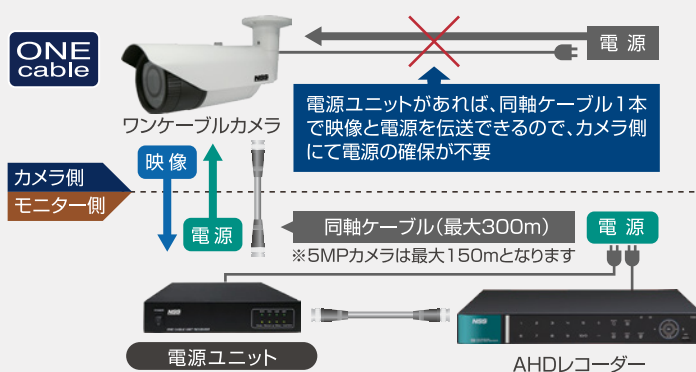 ONE
cable
電源
ワンケーブルカメラ
電源ユニットがあれば、同軸ケーブル1本
で映像と電源を伝送できるので、カメラ側
にて電源の確保が不要
映像
カメラ側
モニター側
電源
同軸ケーブル(最大300m)
電源
※5MPカメラは最大150mとなります
NSS
NSS
電源ユニット
AHDレコーダー